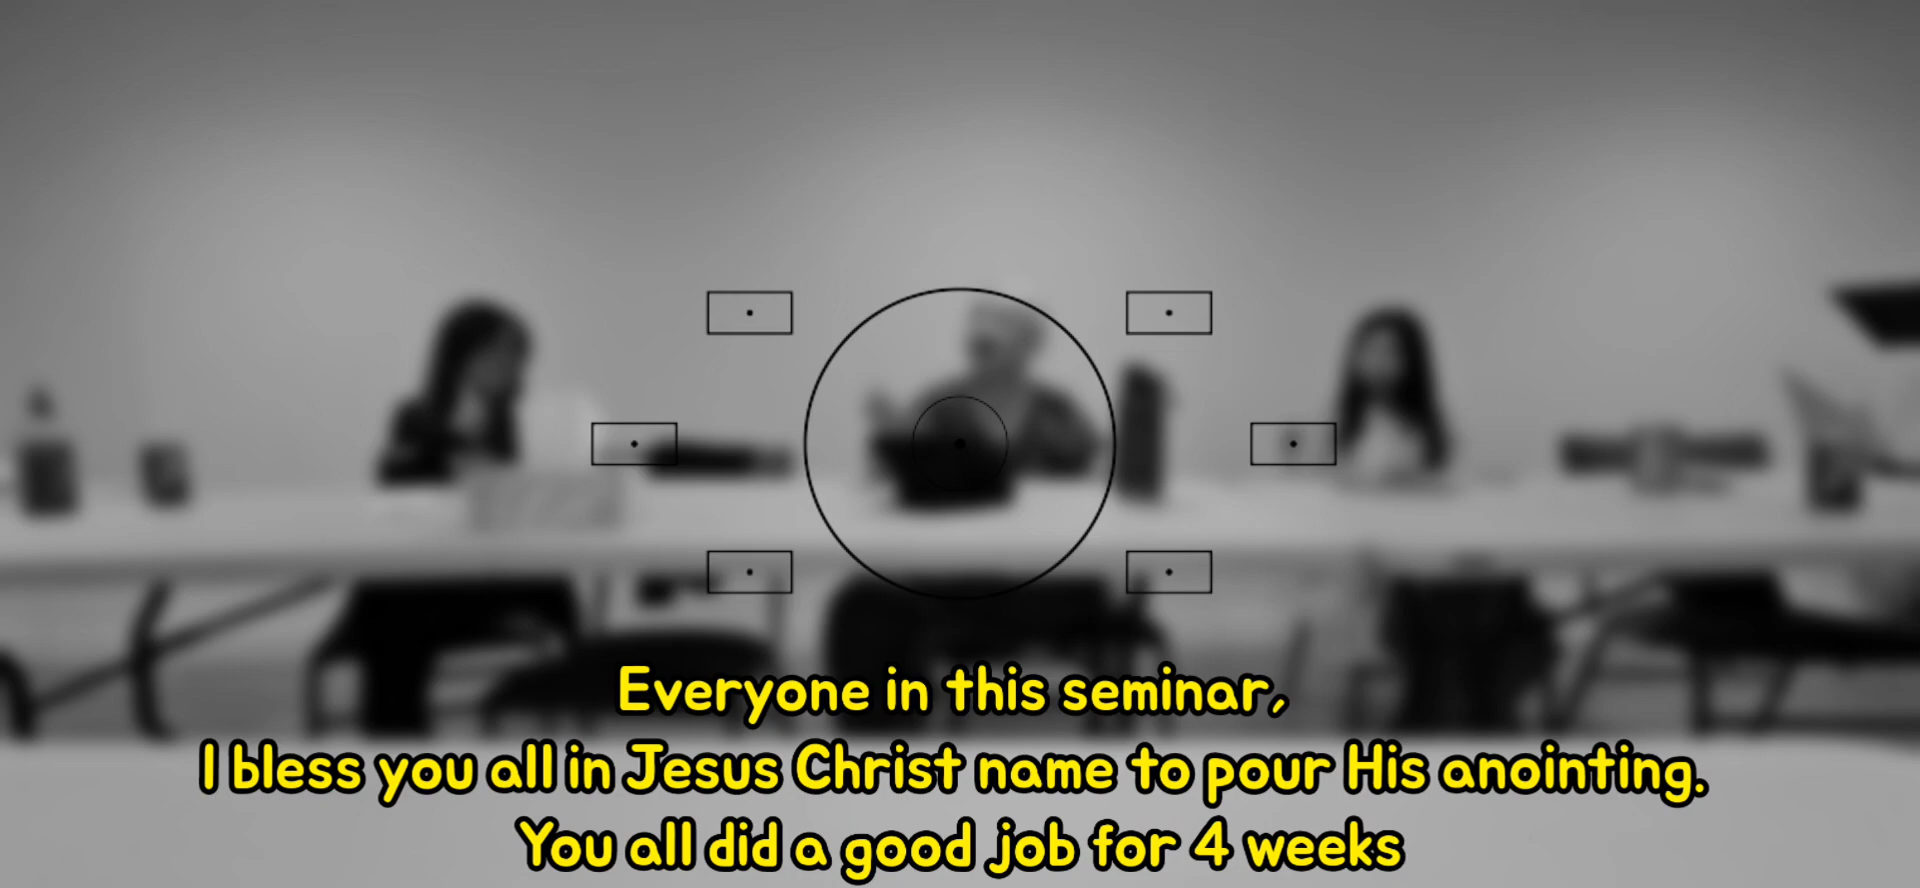 Everyone in this seminar,
I bless you all in Jesus Christ name to pour His anointing.
You all did a good job for 4 weeks